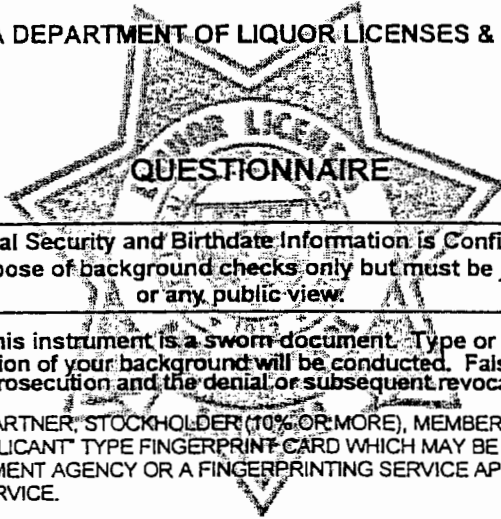 A DEPARTMENT OF LIQUOR LICENSES &
LIQUOR LICENSE
QUESTIONNAIRE
al Security and Birthdate Information is Confi
pose of background checks only but must be
or any public view.
his instrument is a sworn document. Type or
ion of your background will be conducted. Fals
rosecution and the denial or subsequent revoca
ARTNER, STOCKHOLDER (10% OR MORE), MEMBER
LICANT" TYPE FINGERPRINT CARD WHICH MAY BE
MENT AGENCY OR A FINGERPRINTING SERVICE AP
RVICE.